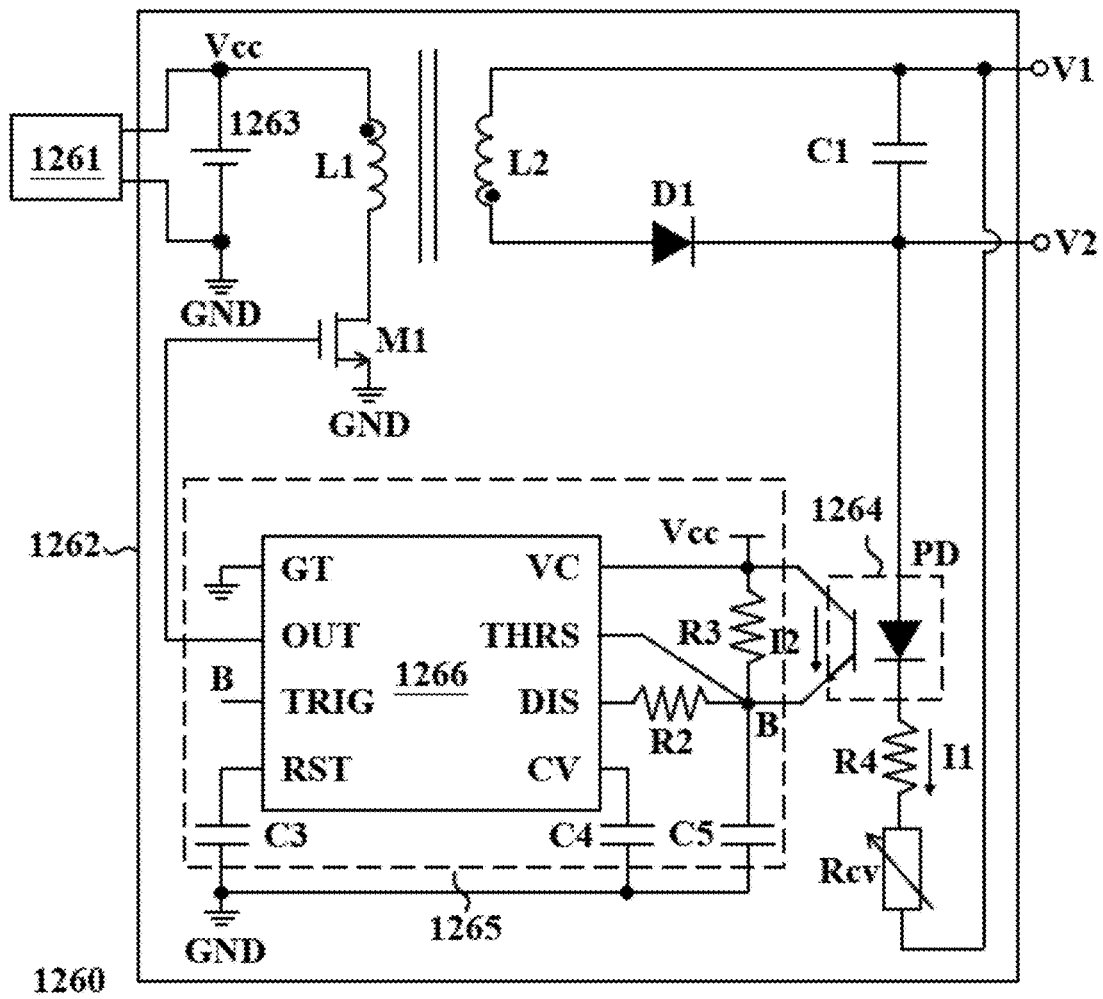 Vcc
V1
1263
1261
L1
L2
C1
D1
V2
GND
M1
GND
1264
Vcc
PD
1262
GT
VC
OUT
THRS
R3
I2
B
1266
TRIG
DIS
R2
B
R4
I1
RST
CV
C3
C4
C5
Rcv
GND
1265
1260